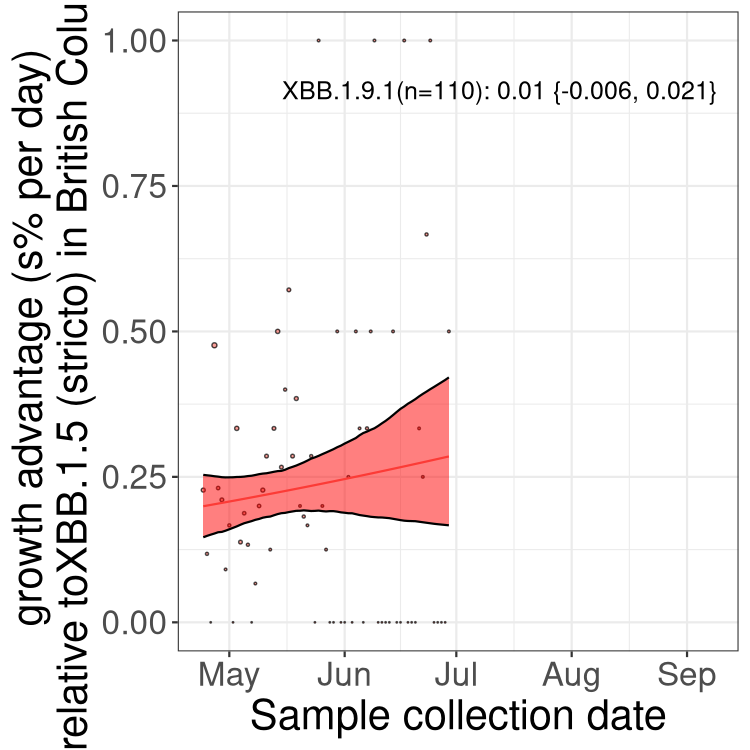 growth advantage (s% per day)
relative toXBB.1.5 (stricto) in British Colu
1.00
0.75
0.50
0.25
0.00
XBB.1.9.1(n=110): 0.01 {-0.006, 0.021}
May Jun Jul Aug Sep
Sample collection date